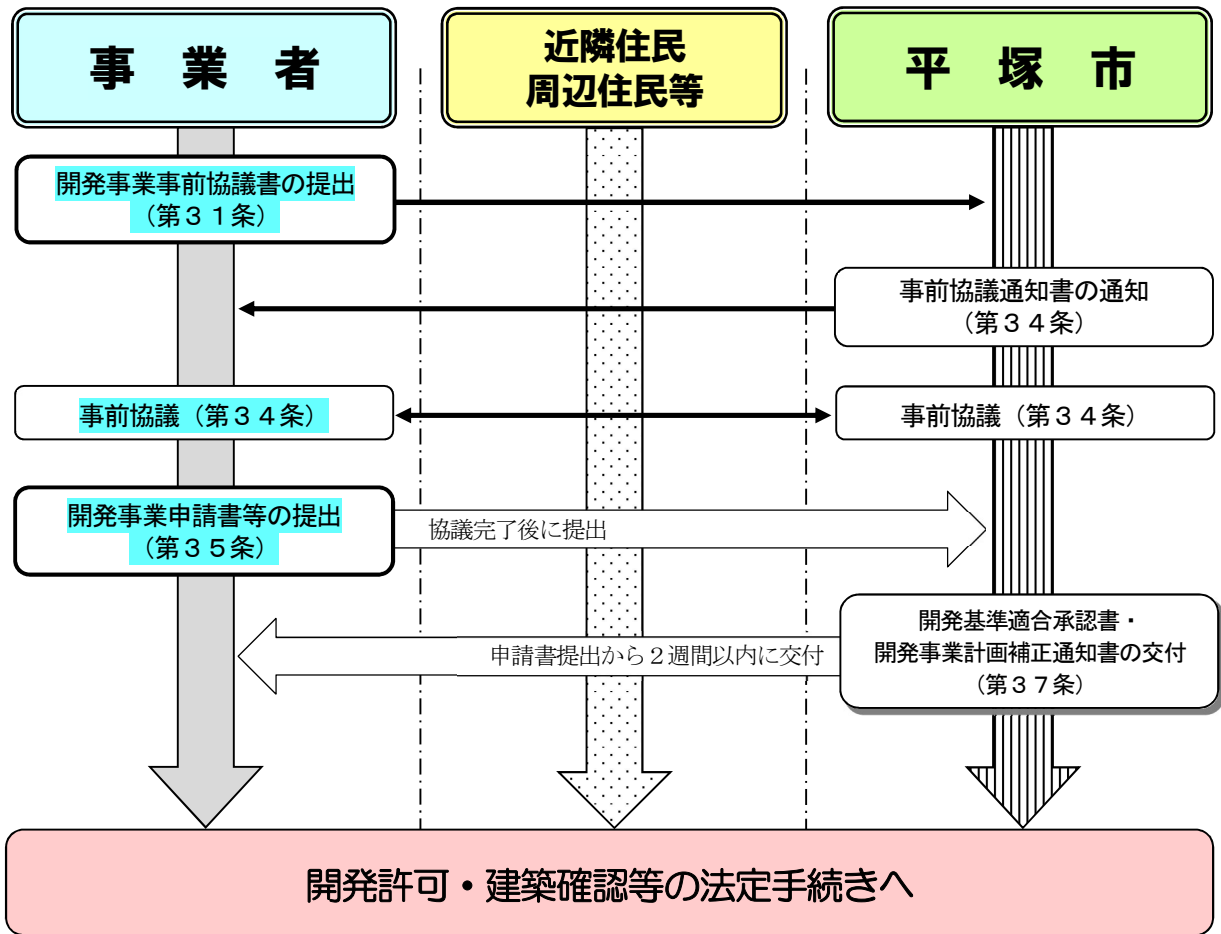 事　業　者
近隣住民
周辺住民等
平　塚　市
開発事業事前協議書の提出
（第３１条）
事前協議通知書の通知
（第３４条）
事前協議（第３４条）
事前協議（第３４条）
開発事業申請書等の提出
（第３５条）
協議完了後に提出
開発基準適合承認書・
開発事業計画補正通知書の交付
（第３７条）
申請書提出から２週間以内に交付
開発許可・建築確認等の法定手続きへ